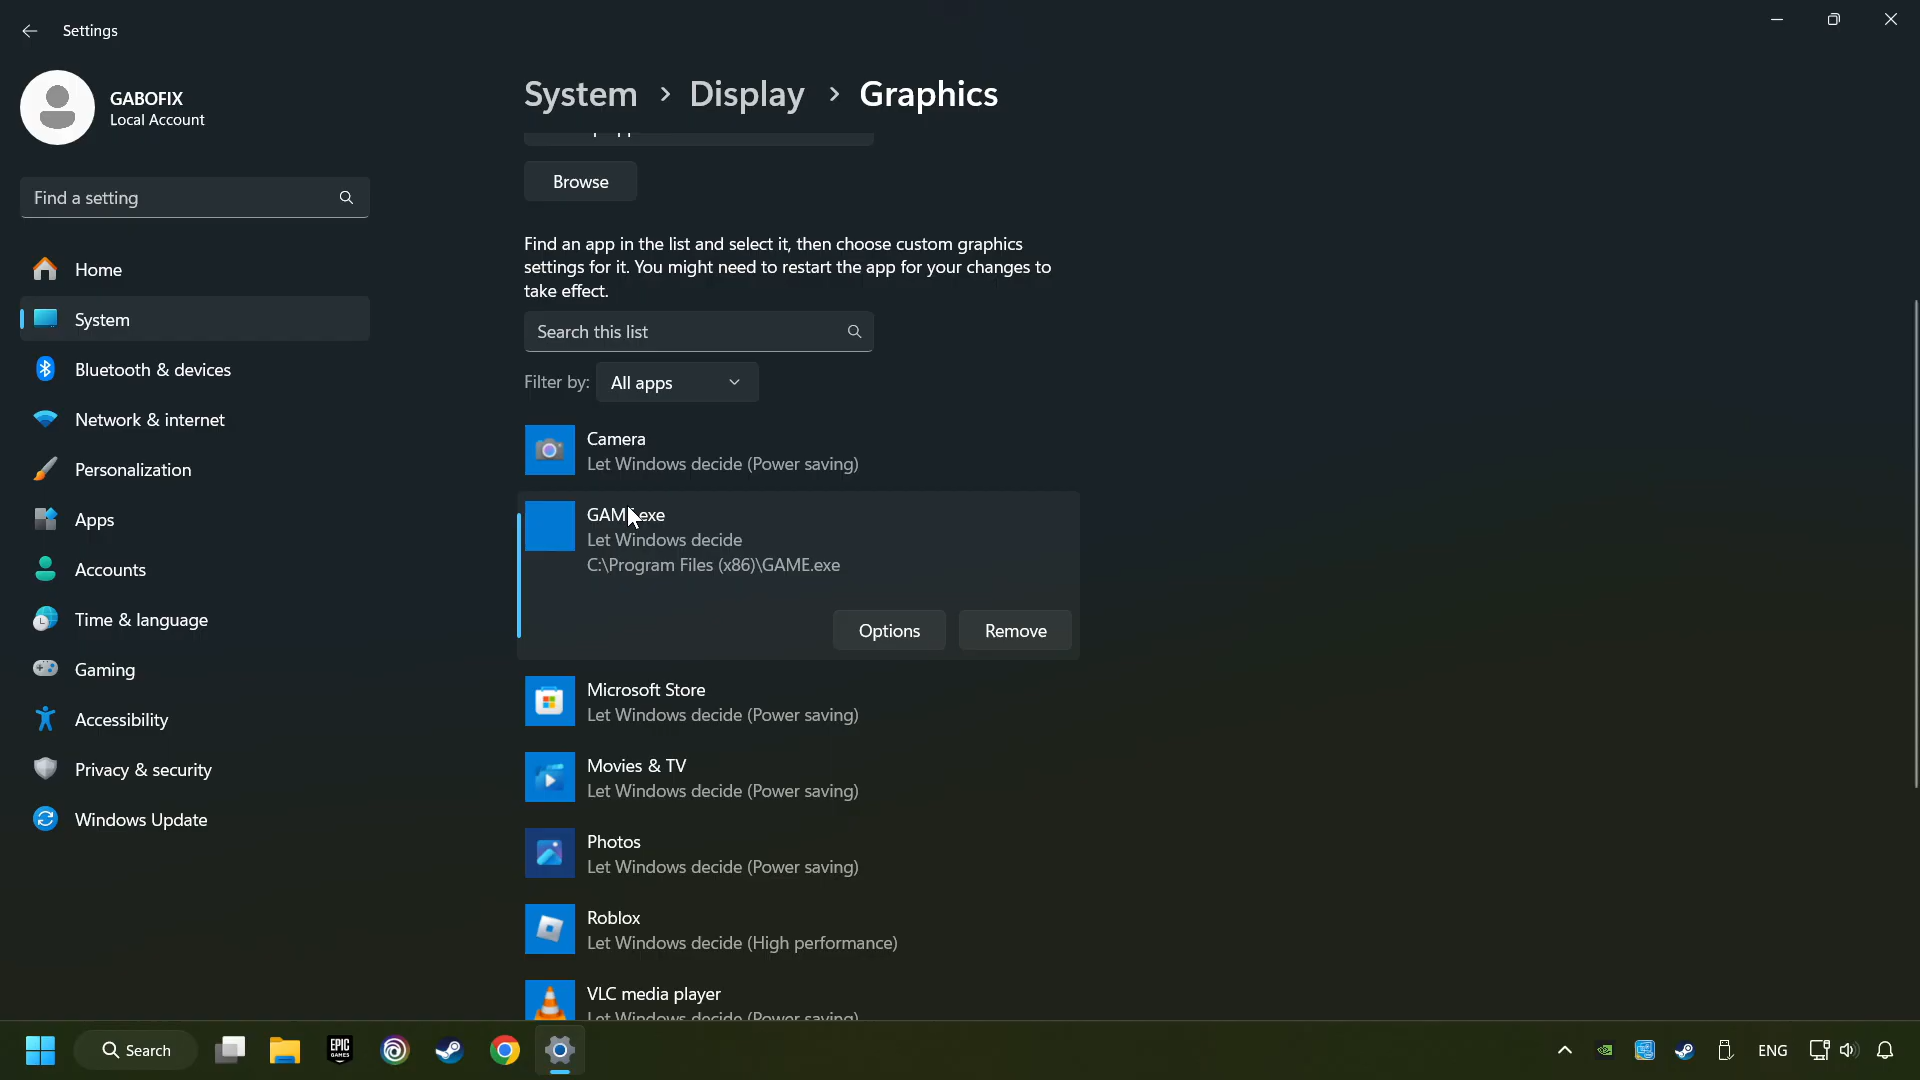 Settings
GABOFIX
Local Account
Find a setting
Home
System
Bluetooth & devices
Network & internet
Personalization
Apps
Accounts
Time & language
Gaming
Accessibility
Privacy & security
Windows Update
System > Display > Graphics
Browse
Find an app in the list and select it, then choose custom graphics
settings for it. You might need to restart the app for your changes to
take effect.
Search this list
Filter by: All apps
Camera
Let Windows decide (Power saving)
GAME.exe
Let Windows decide
C:\Program Files (x86)\GAME.exe
Options Remove
Microsoft Store
Let Windows decide (Power saving)
Movies & TV
Let Windows decide (Power saving)
Photos
Let Windows decide (Power saving)
Roblox
Let Windows decide (High performance)
VLC media player
Let Windows decide (Power saving)
Search
EPIC
GAMES
ENG